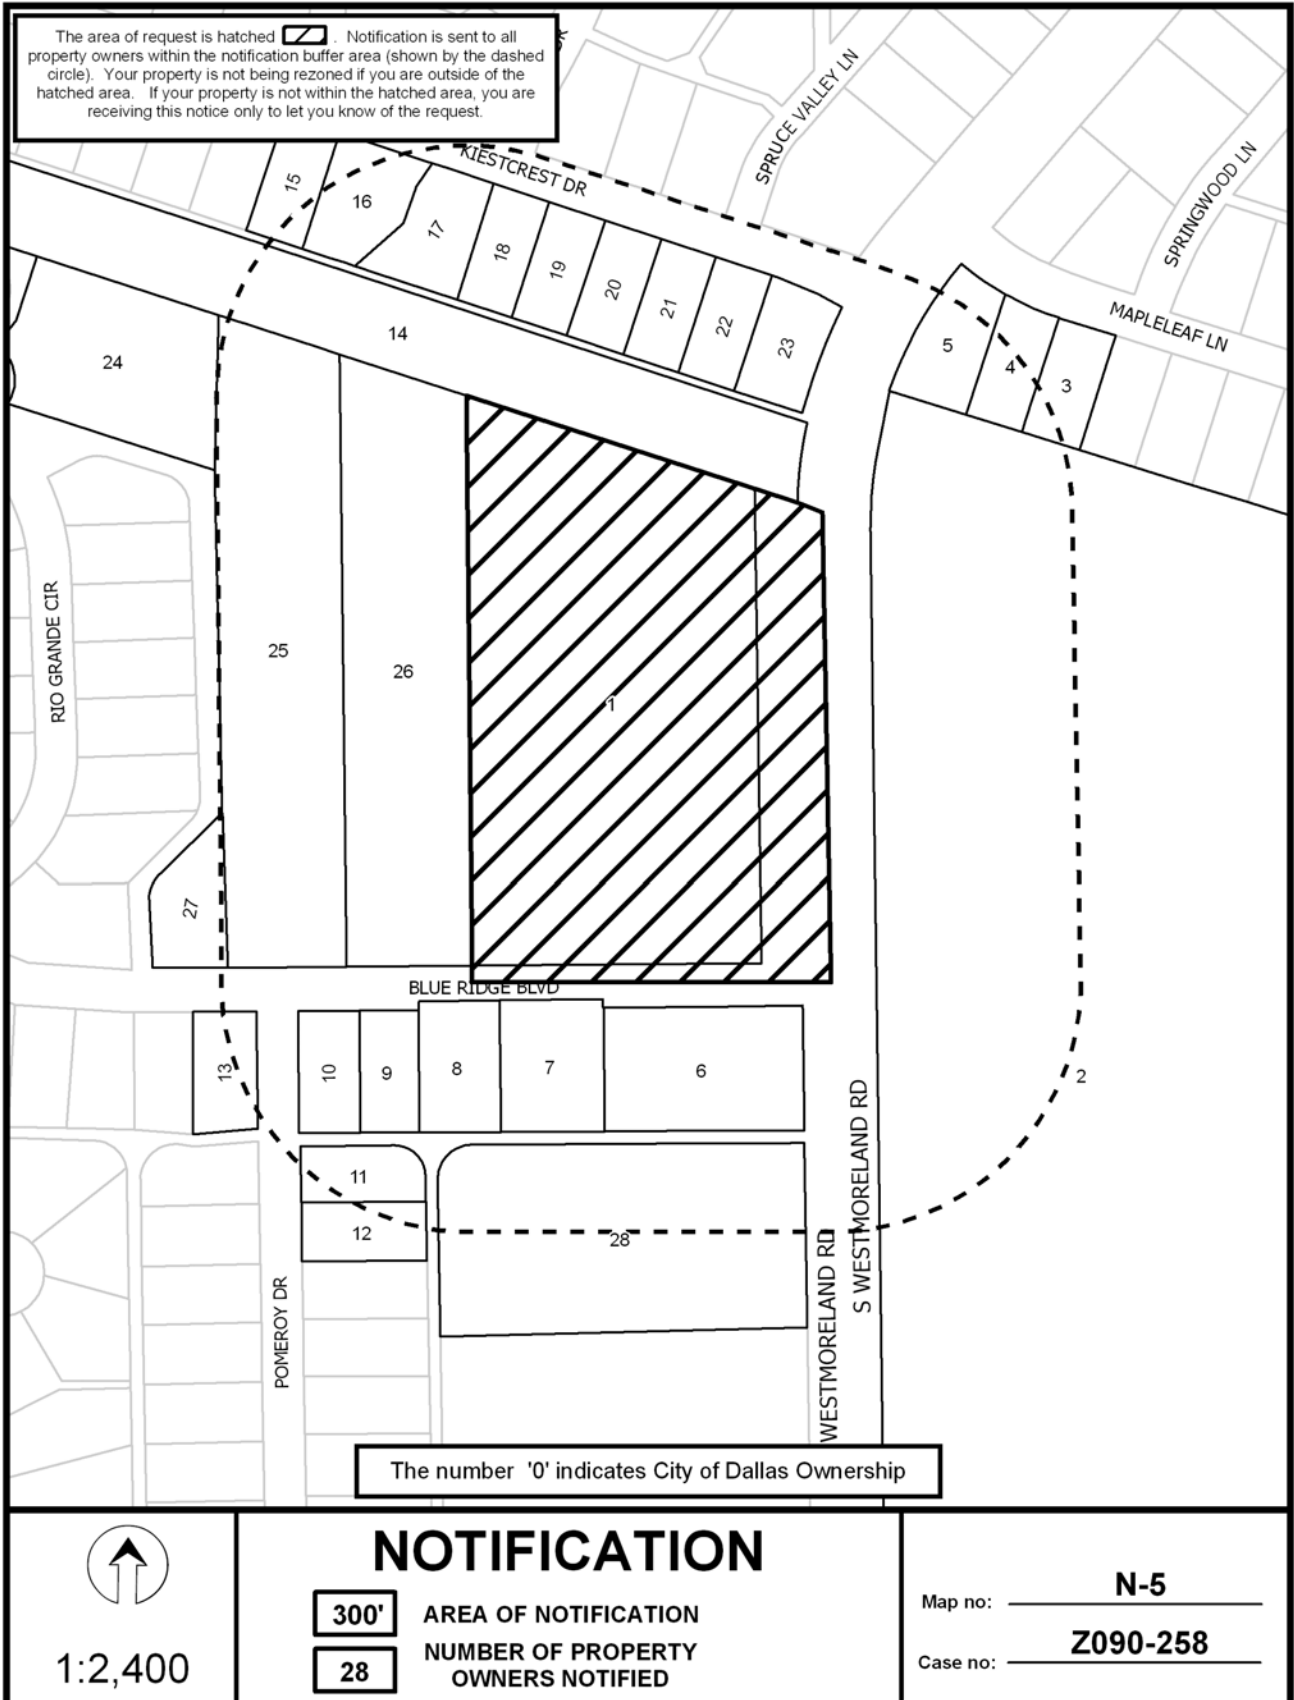 The area of request is hatched . Notification is sent to all
property owners within the notification buffer area (shown by the dashed
circle). Your property is not being rezoned if you are outside of the
hatched area. If your property is not within the hatched area, you are
receiving this notice only to let you know of the request.
KIESTCREST DR
SPRUCE VALLEY LN
SPRINGWOOD LN
MAPLELEAF LN
15
16
17
18
19
20
21
22
23
5
4
3
14
24
25
26
1
RIO GRANDE CIR
27
BLUE RIDGE BLVD
13
10
9
8
7
6
2
11
12
28
POMEROY DR
WESTMORELAND RD
S WESTMORELAND RD
The number '0' indicates City of Dallas Ownership
1:2,400
NOTIFICATION
300' AREA OF NOTIFICATION
28 NUMBER OF PROPERTY
OWNERS NOTIFIED
Map no: N-5
Case no: Z090-258